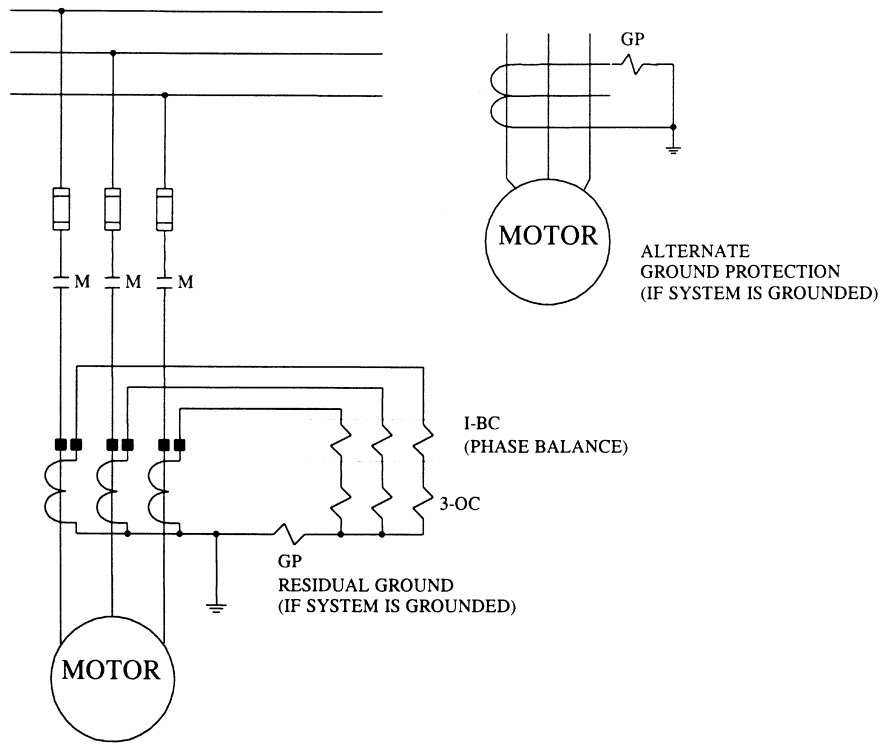 GP
MOTOR
ALTERNATE
GROUND PROTECTION
(IF SYSTEM IS GROUNDED)
M M M
I-BC
(PHASE BALANCE)
3-OC
GP
RESIDUAL GROUND
(IF SYSTEM IS GROUNDED)
MOTOR